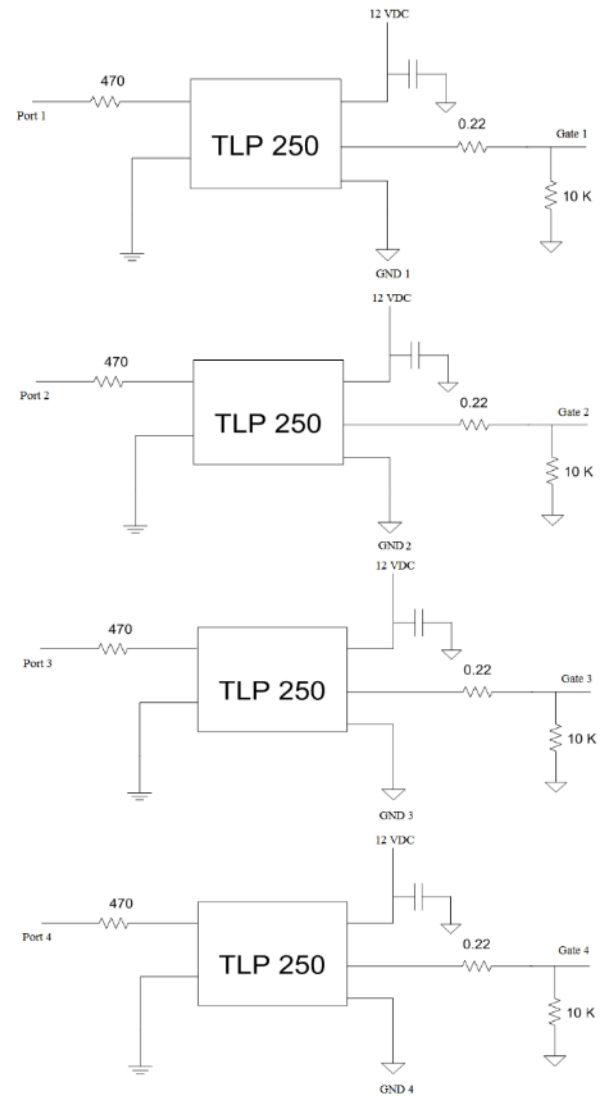 12 VDC
470
Port 1
TLP 250
0.22
Gate 1
10 K
GND 1
12 VDC
470
Port 2
TLP 250
0.22
Gate 2
10 K
GND 2
12 VDC
470
Port 3
TLP 250
0.22
Gate 3
10 K
GND 3
12 VDC
470
Port 4
TLP 250
0.22
Gate 4
10 K
GND 4